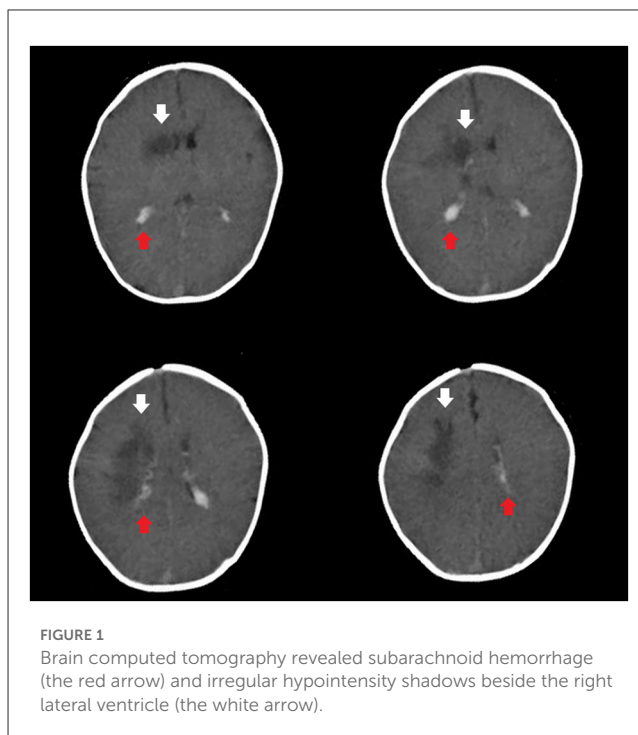 FIGURE 1
Brain computed tomography revealed subarachnoid hemorrhage
(the red arrow) and irregular hypointensity shadows beside the right
lateral ventricle (the white arrow).